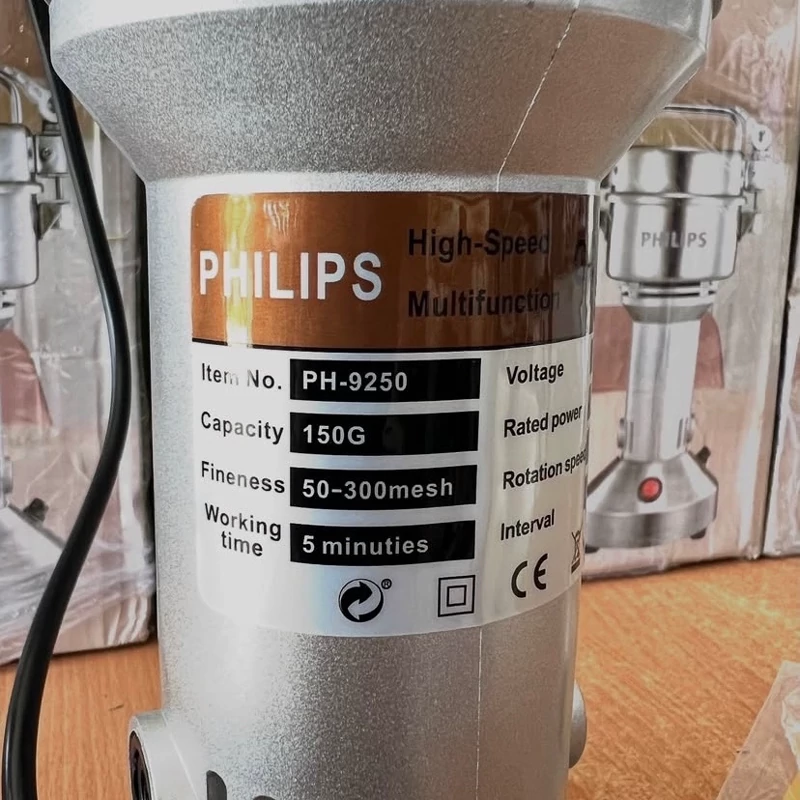 PHILIPS
High-Speed
Multifunction
Item No. PH-9250
Capacity 150G
Fineness 50-300mesh
Working time 5 minuties
Voltage
Rated power
Rotation speed
Interval
CE
PHILIPS